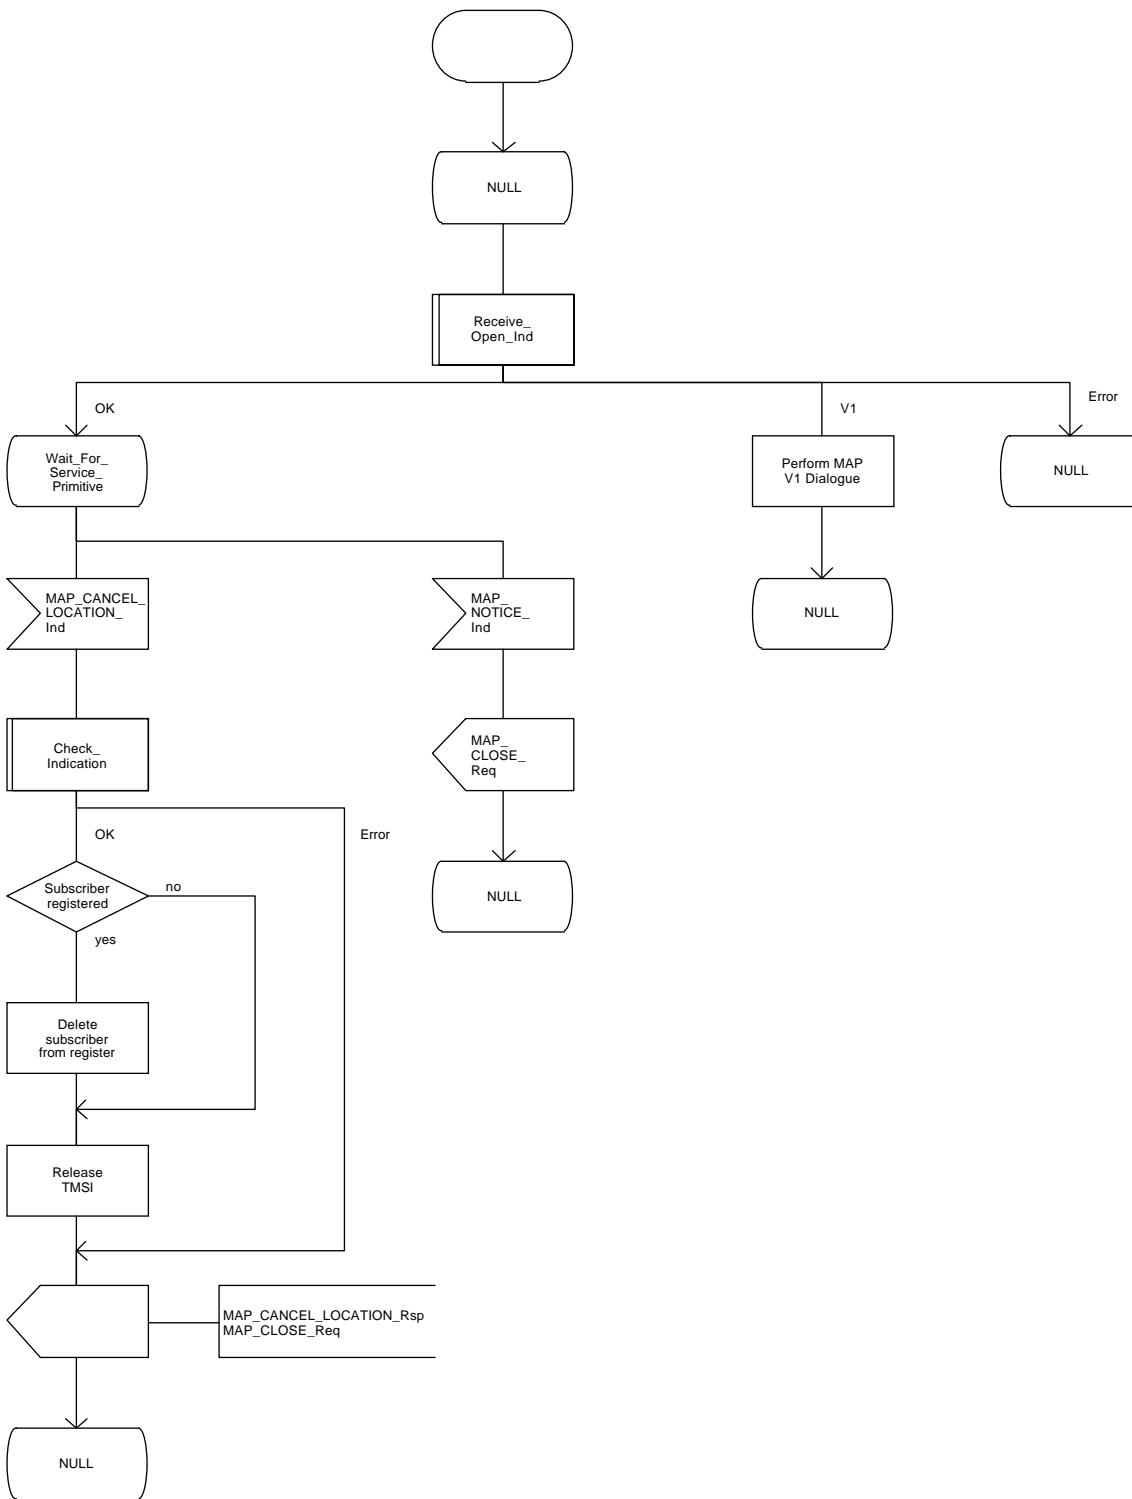 NULL
Receive_
Open_Ind
OK
V1
Error
Wait_For_
Service_
Primitive
Perform MAP
V1 Dialogue
NULL
MAP_CANCEL_
LOCATION_
Ind
MAP_
NOTICE_
Ind
NULL
Check_
Indication
MAP_
CLOSE_
Req
OK
Error
Subscriber
registered
no
yes
NULL
Delete
subscriber
from register
Release
TMSI
MAP_CANCEL_LOCATION_Rsp
MAP_CLOSE_Req
NULL